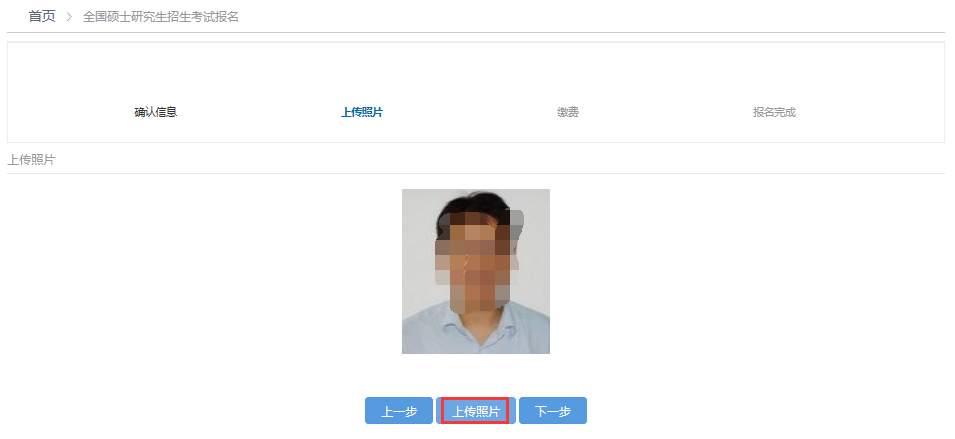 首页 > 全国硕士研究生招生考试报名
确认信息 上传照片 缴费 报名完成
上传照片
上一步 上传照片 下一步